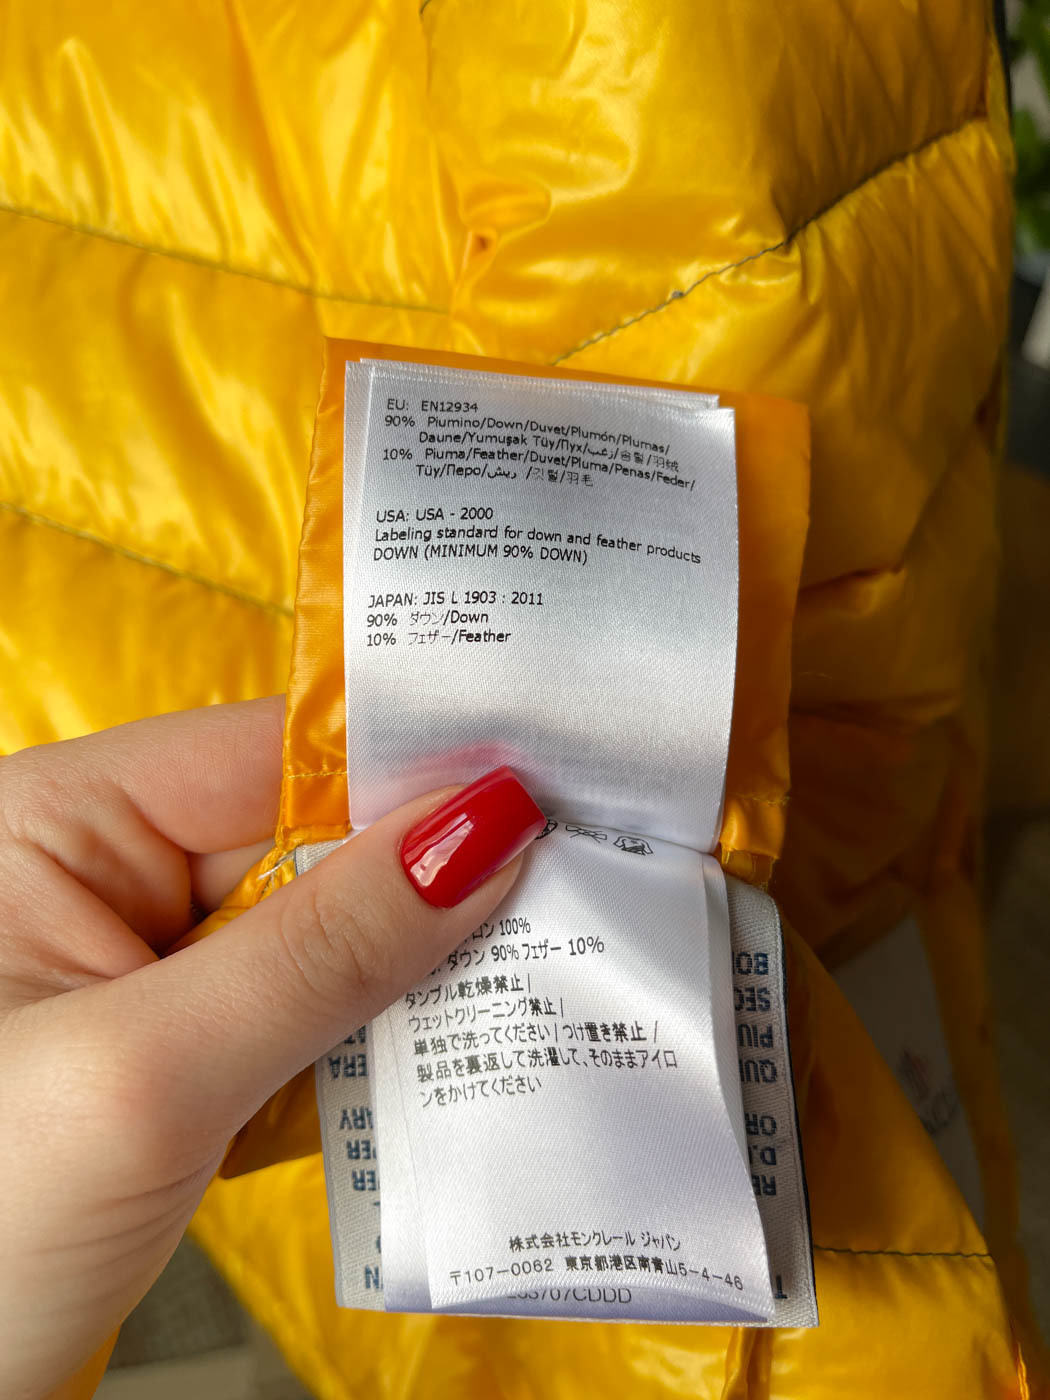 EU: EN12934
90% Piumino/Down/Duvet/Plumón/Plumas/
Daune/Yumuşak Tüy/Пух/زغب/솜털/羽绒
10% Piuma/Feather/Duvet/Pluma/Penas/Feder/
Tüy/Перо/ريش /깃털/羽毛
USA: USA - 2000
Labeling standard for down and feather products
DOWN (MINIMUM 90% DOWN)
JAPAN: JIS L 1903 : 2011
90% ダウン/Down
10% フェザー/Feather
100%
ダウン 90% フェザー 10%
タンブル乾燥禁止/
ウェットクリーニング禁止/
単独で洗ってください/つけ置き禁止 /
製品を裏返して洗濯して、そのままアイロ
ンをかけてください
株式会社モンクレール ジャパン
〒107-0062 東京都港区南青山5-4-46